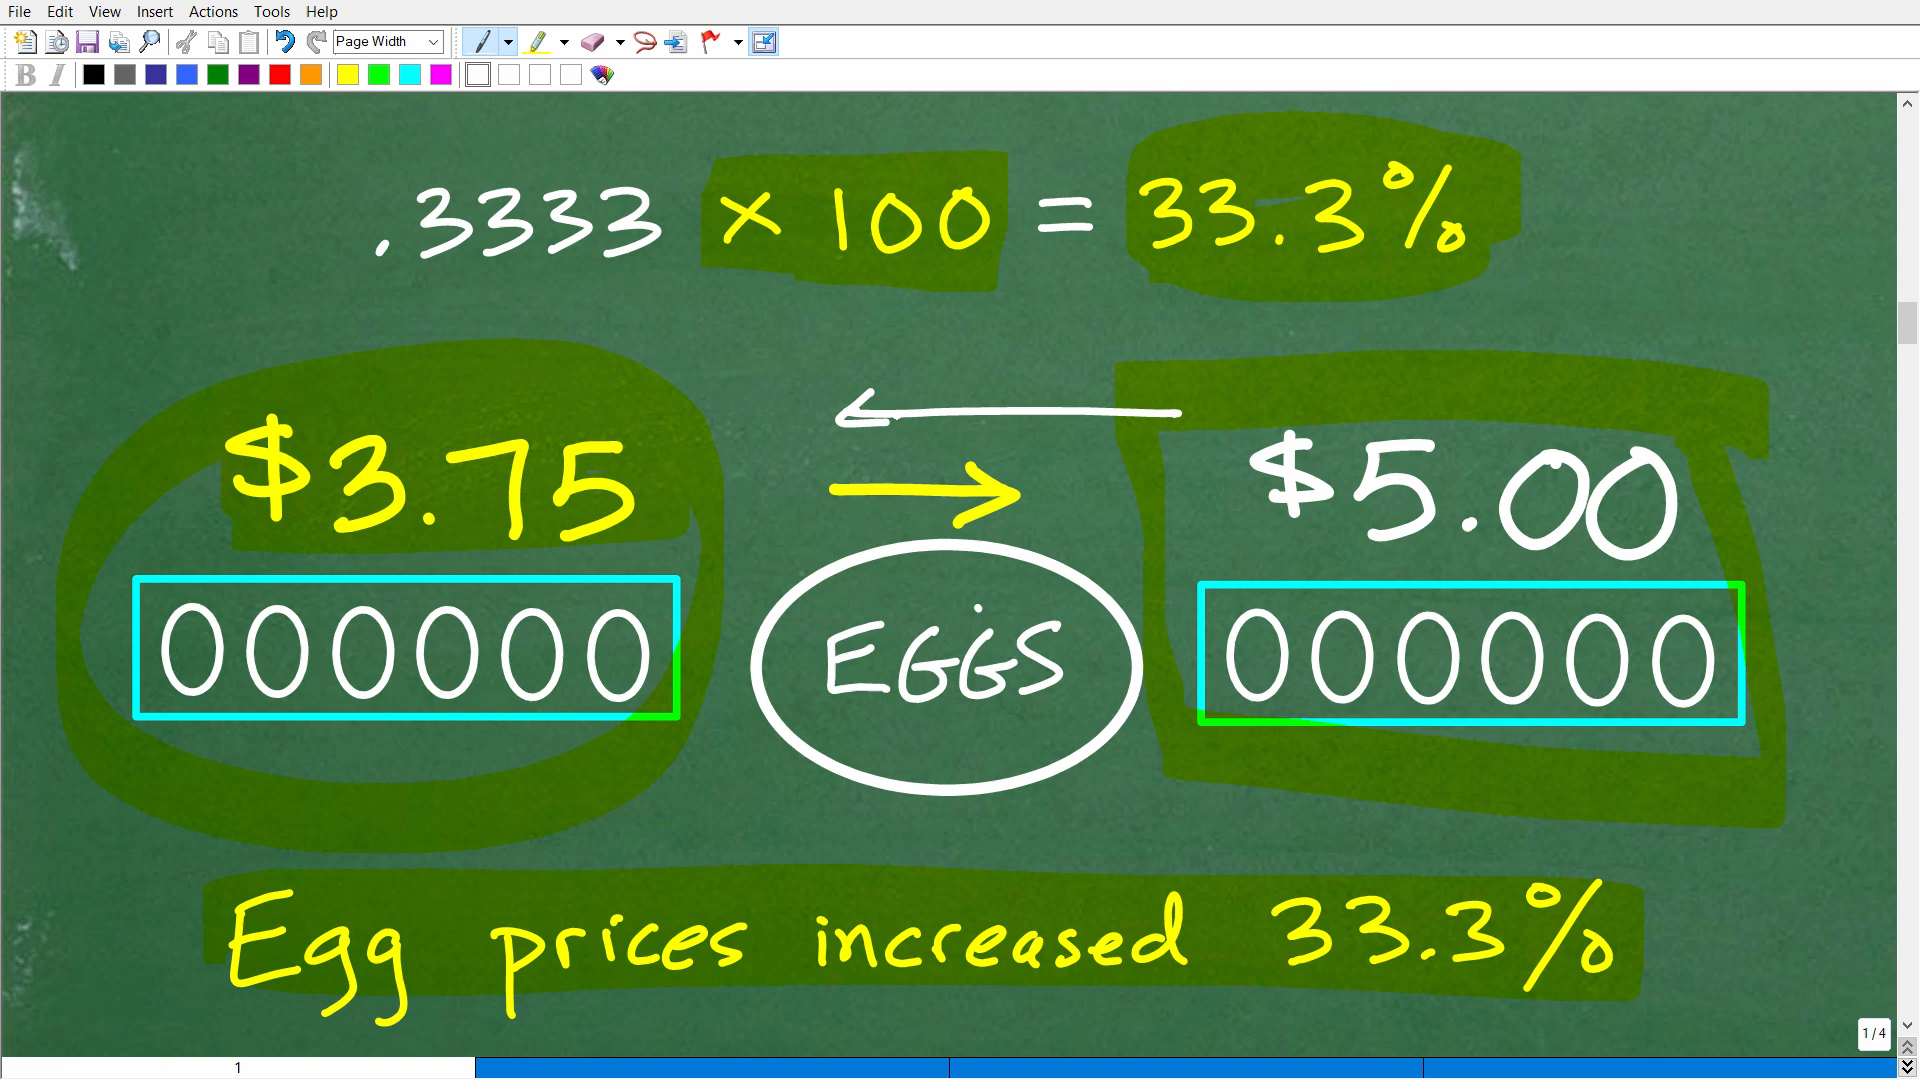 File Edit View Insert Actions Tools Help
Page Width
B I
.3333 × 100 = 33.3%
$3.75 $5.00
000000 EGGS 000000
Egg prices increased 33.3%
1 / 4
1